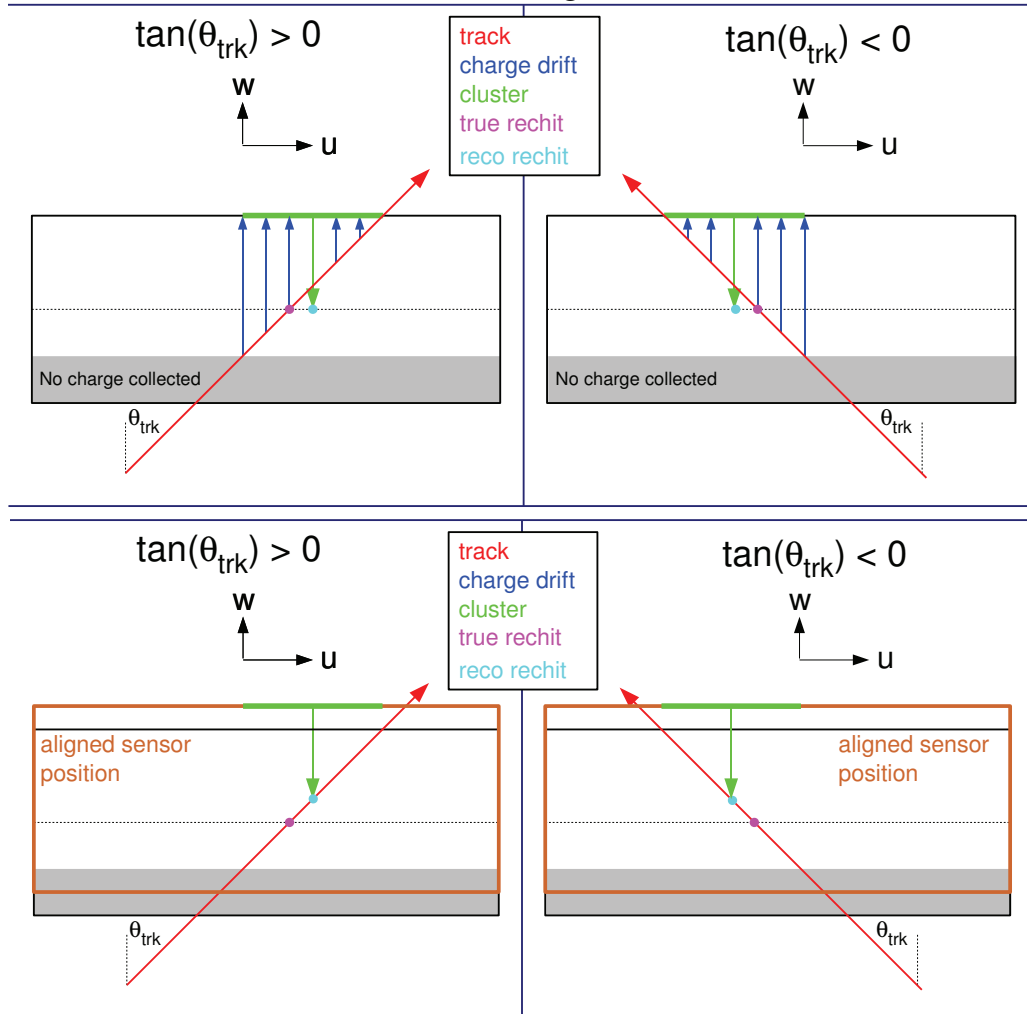 tan(θtrk) > 0
w
u
track
charge drift
cluster
true rechit
reco rechit
tan(θtrk) < 0
w
u
No charge collected
θtrk
No charge collected
θtrk
tan(θtrk) > 0
w
u
track
charge drift
cluster
true rechit
reco rechit
tan(θtrk) < 0
w
u
aligned sensor
position
θtrk
aligned sensor
position
θtrk